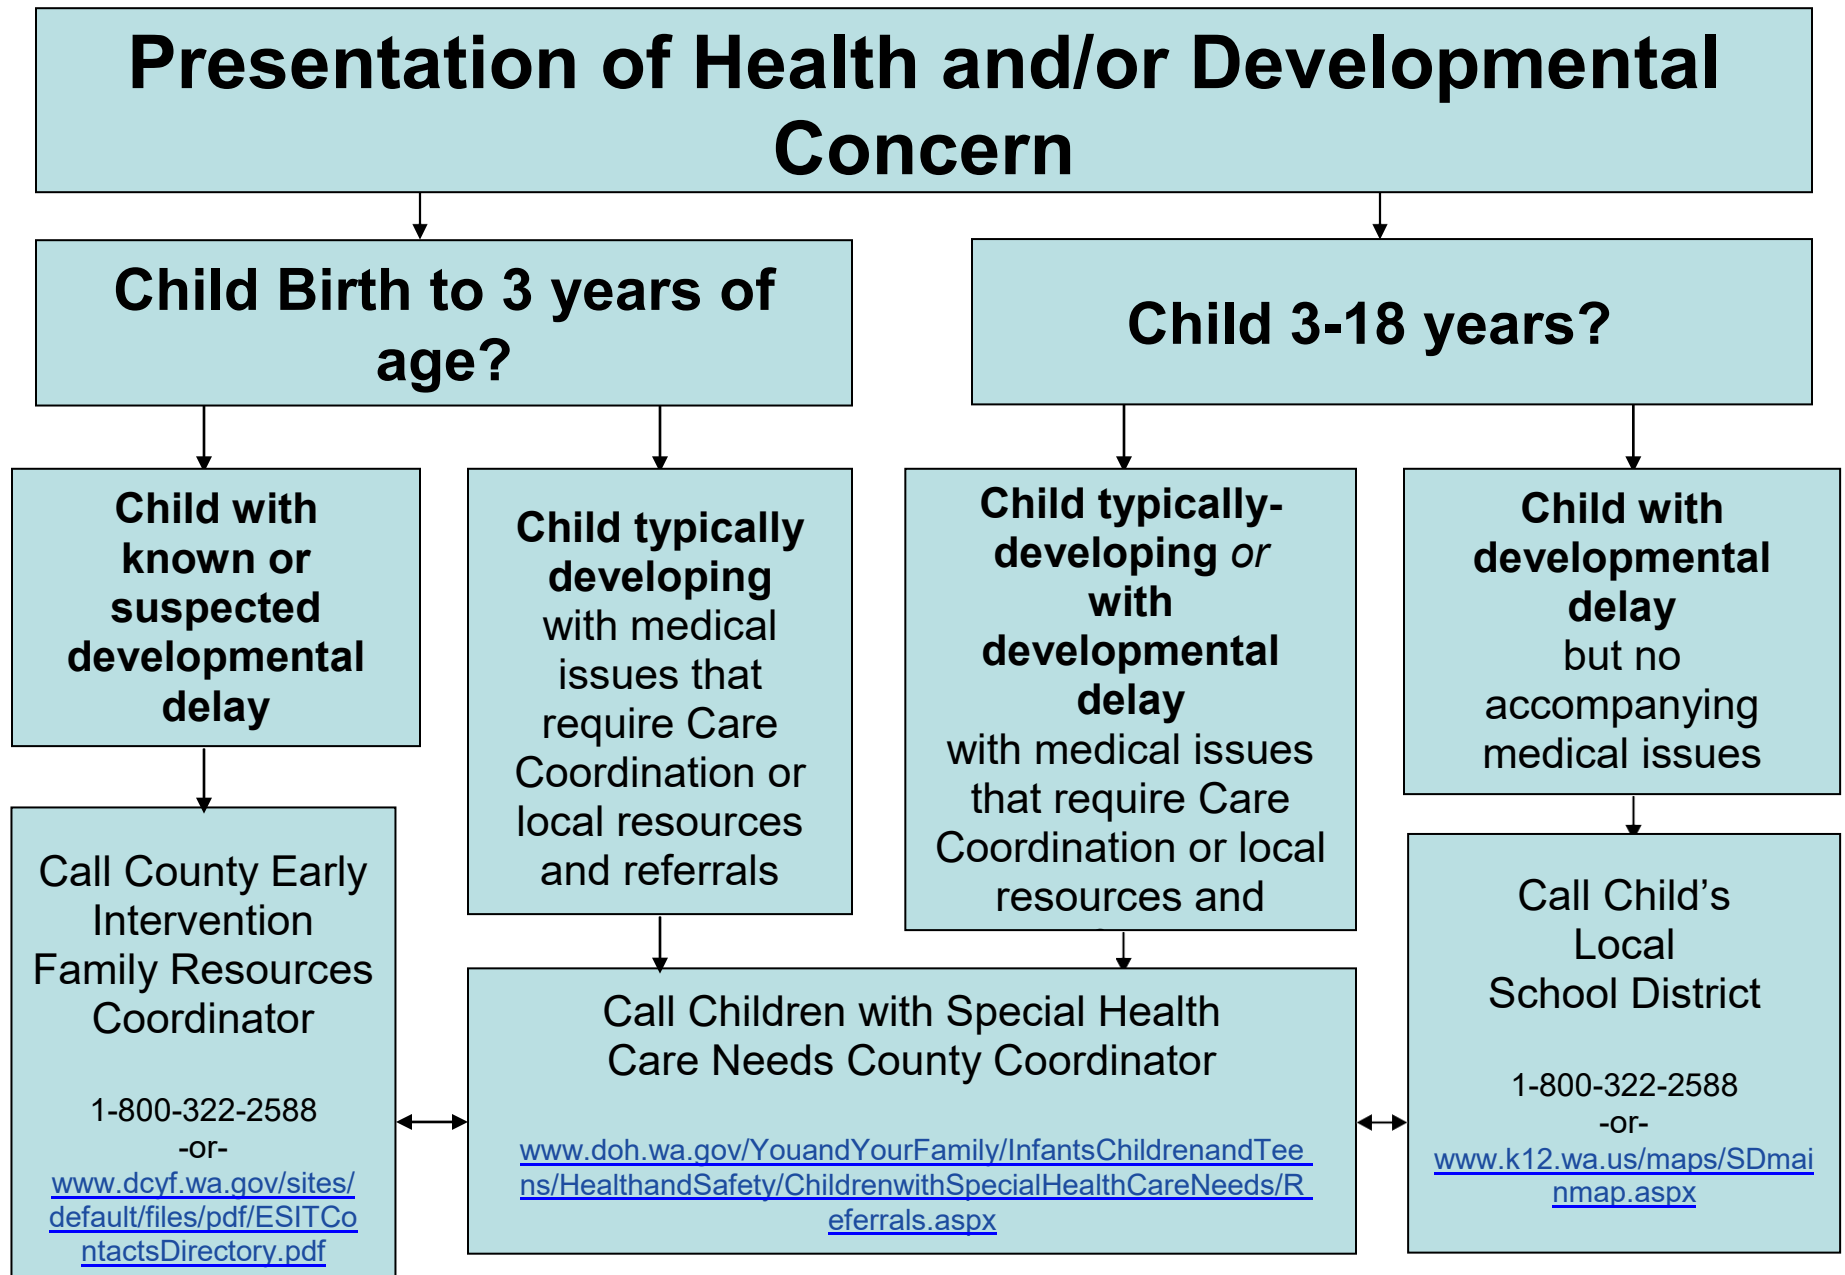 Presentation of Health and/or Developmental
Concern
Child Birth to 3 years of
age?
Child 3-18 years?
Child with
known or
suspected
developmental
delay
Child typically
developing
with medical
issues that
require Care
Coordination or
local resources
and referrals
Child typically-
developing or
with
developmental
delay
with medical issues
that require Care
Coordination or local
resources and
Child with
developmental
delay
but no
accompanying
medical issues
Call County Early
Intervention
Family Resources
Coordinator
1-800-322-2588
-or-
www.dcyf.wa.gov/sites/
default/files/pdf/ESITCo
ntactsDirectory.pdf
Call Children with Special Health
Care Needs County Coordinator
www.doh.wa.gov/YouandYourFamily/InfantsChildrenandTee
ns/HealthandSafety/ChildrenwithSpecialHealthCareNeeds/R
eferrals.aspx
Call Child’s
Local
School District
1-800-322-2588
-or-
www.k12.wa.us/maps/SDmai
nmap.aspx